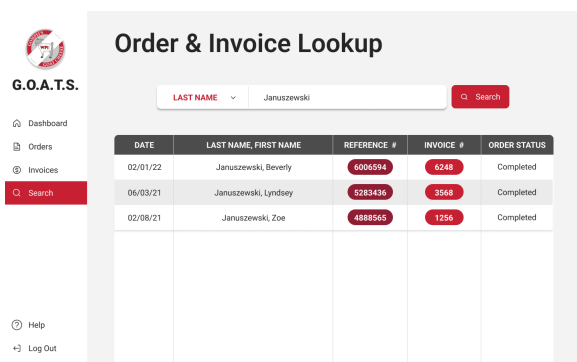 Order & Invoice Lookup
WPI
G.O.A.T.S.
LAST NAME Januszewski Search
Dashboard
Orders
Invoices
Search
DATE LAST NAME, FIRST NAME REFERENCE # INVOICE # ORDER STATUS
02/01/22 Januszewski, Beverly 6006594 6248 Completed
06/03/21 Januszewski, Lyndsey 5283436 3568 Completed
02/08/21 Januszewski, Zoe 4888565 1256 Completed
Help
Log Out